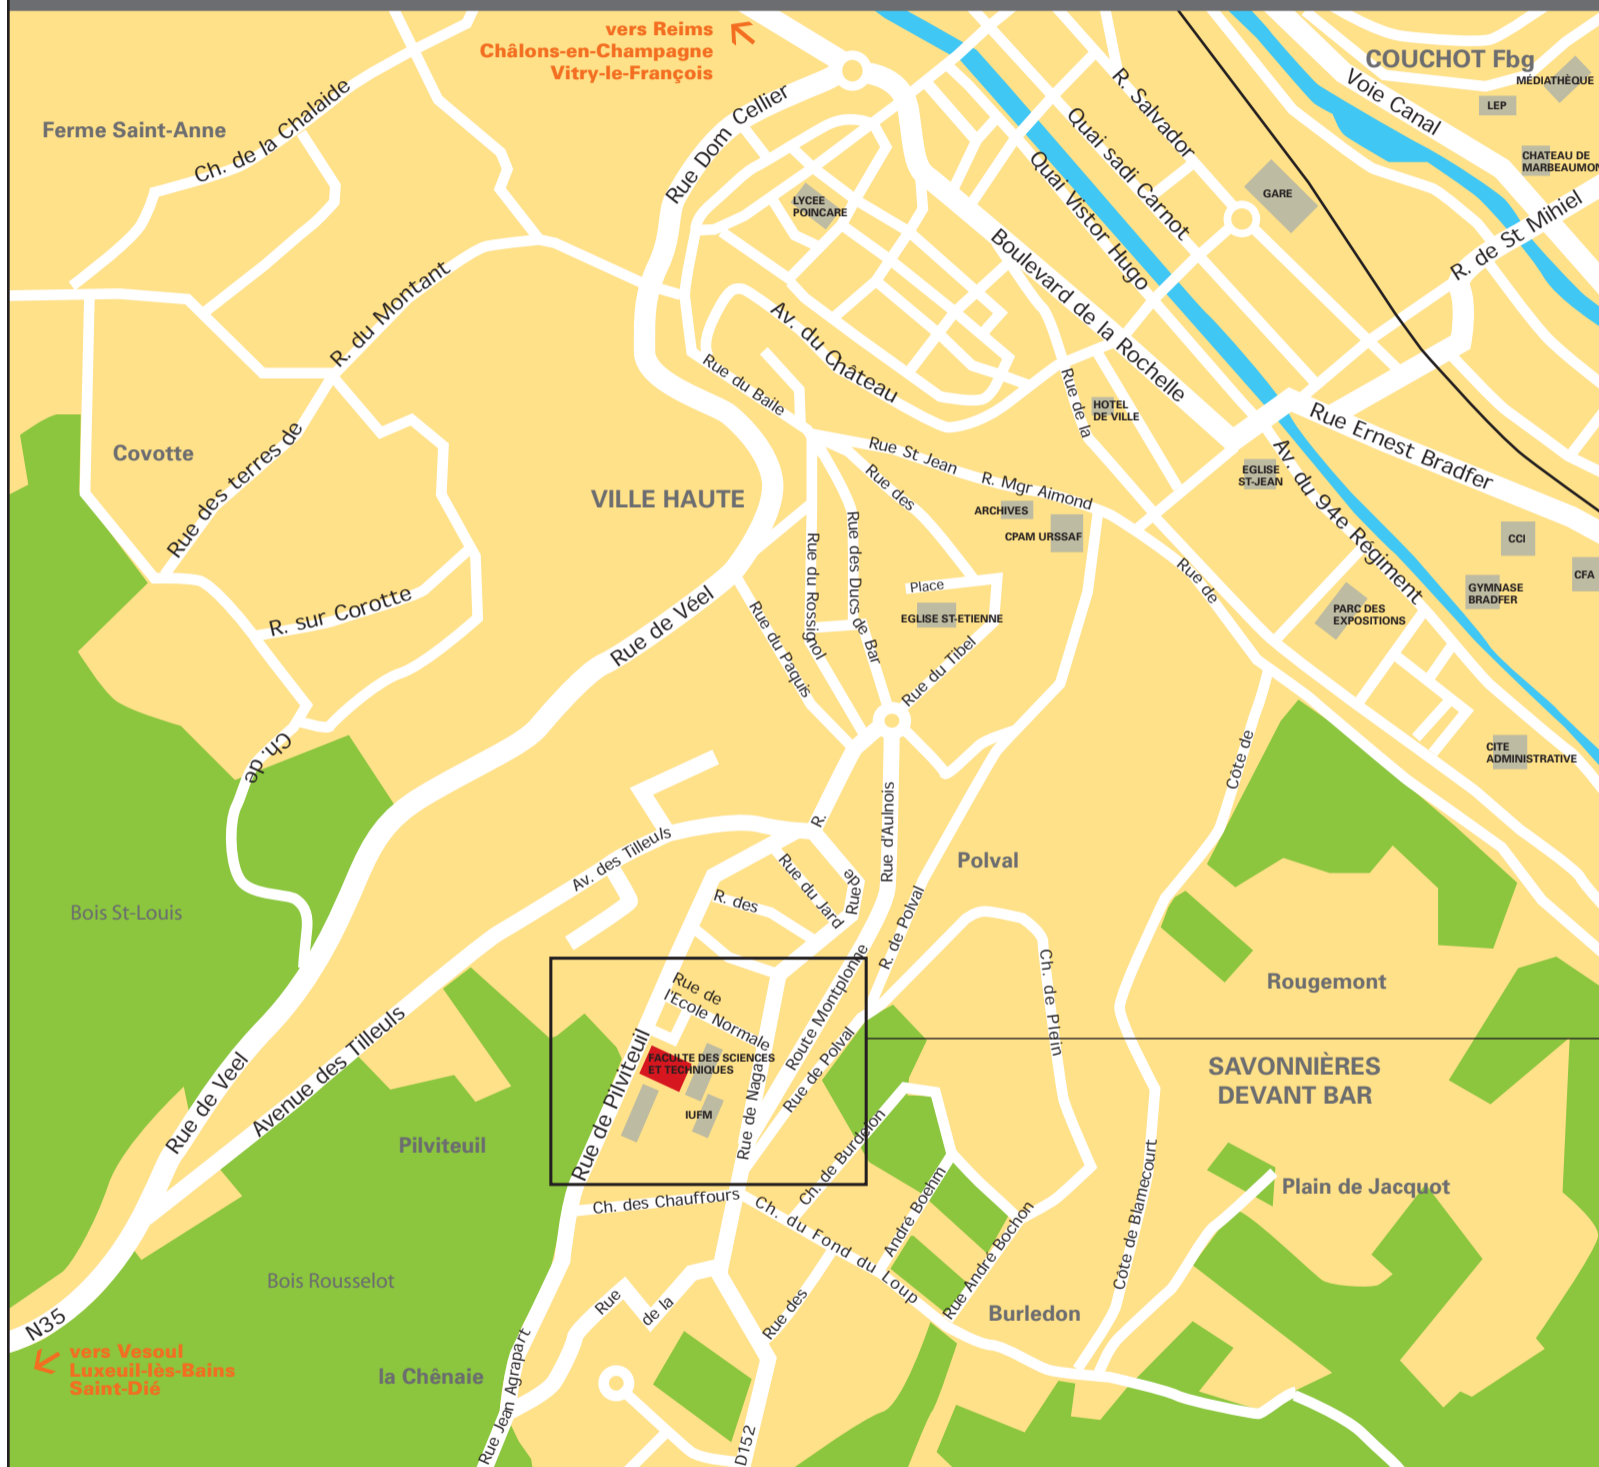 vers Reims
Châlons-en-Champagne
Vitry-le-François
COUCHOT Fbg
MÉDIATHÈQUE
LEP
Voie Canal
R. Salvador
Quai sadi Carnot
Quai Vistor Hugo
CHATEAU DE
MARBEAUMON
GARE
R. de St Mihiel
Ferme Saint-Anne
Ch. de la Chalaide
Rue Dom Cellier
LYCEE
POINCARE
Boulevard de la Rochelle
R. du Montant
Av. du Château
Rue du Baile
Rue de la
HOTEL
DE VILLE
Rue Ernest Bradfer
Covotte
Rue des terres de
VILLE HAUTE
Rue St Jean
R. Mgr Aimond
Rue des
ARCHIVES
CPAM URSSAF
EGLISE
ST-JEAN
Av. du 94e Régiment
CCI
CFA
GYMNASE
BRADFER
PARC DES
EXPOSITIONS
Rue de
Place
EGLISE ST-ETIENNE
Rue du Tibel
Rue des Ducs de Bar
Rue du Rossignol
Rue du Paquis
Rue de Véel
R. sur Corotte
Ch. de
CITE
ADMINISTRATIVE
Côte de
R.
Rue d'Aulnois
Polval
Av. des Tilleuls
Rue du Jard
Rue de
R. des
R. de Polval
Bois St-Louis
Ch. de Plein
Rougemont
Rue de
l'Ecole Normale
Route Montplonne
Rue de Polval
FACULTE DES SCIENCES
ET TECHNIQUES
IUFM
Rue de Nagar
Rue de Pilviteuil
Avenue des Tilleuls
Rue de Veel
Pilviteuil
SAVONNIÈRES
DEVANT BAR
Ch. de Burdelon
Ch. des Chauffours
Ch. du Fond du Loup
André Boehm
Rue André Bochon
Côte de Blamecourt
Plain de Jacquot
Bois Rousselot
Rue
de la
Rue des
Burledon
N35
vers Vesoul
Luxeuil-lès-Bains
Saint-Dié
la Chênaie
Rue Jean Agrapart
D152